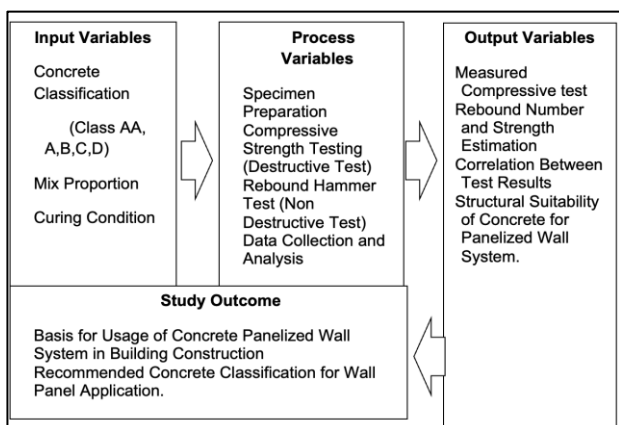 Input Variables
Concrete
Classification
(Class AA,
A,B,C,D)
Mix Proportion
Curing Condition
Process
Variables
Specimen
Preparation
Compressive
Strength Testing
(Destructive Test)
Rebound Hammer
Test (Non
Destructive Test)
Data Collection and
Analysis
Output Variables
Measured
Compressive test
Rebound Number
and Strength
Estimation
Correlation Between
Test Results
Structural Suitability
of Concrete for
Panelized Wall
System.
Study Outcome
Basis for Usage of Concrete Panelized Wall
System in Building Construction
Recommended Concrete Classification for Wall
Panel Application.